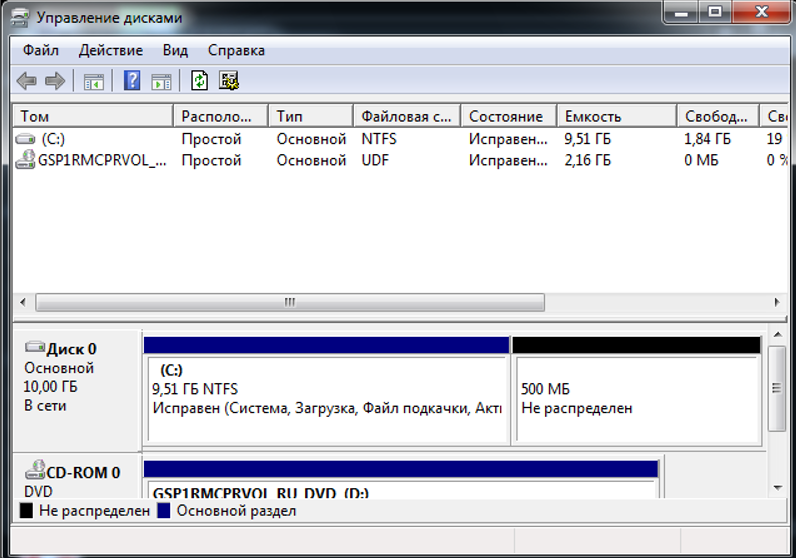 Управление дисками
Файл Действие Вид Справка
Том Располо... Тип Файловая с... Состояние Емкость Свобод... Сво
(C:) Простой Основной NTFS Исправен... 9,51 ГБ 1,84 ГБ 19
GSP1RMCPRVOL_... Простой Основной UDF Исправен... 2,16 ГБ 0 МБ 0 %
Диск 0
Основной
10,00 ГБ
В сети
(C:)
9,51 ГБ NTFS
Исправен (Система, Загрузка, Файл подкачки, Акти
500 МБ
Не распределен
CD-ROM 0
DVD
GSP1RMCPRVOL_RU_DVD (D:)
Не распределен Основной раздел